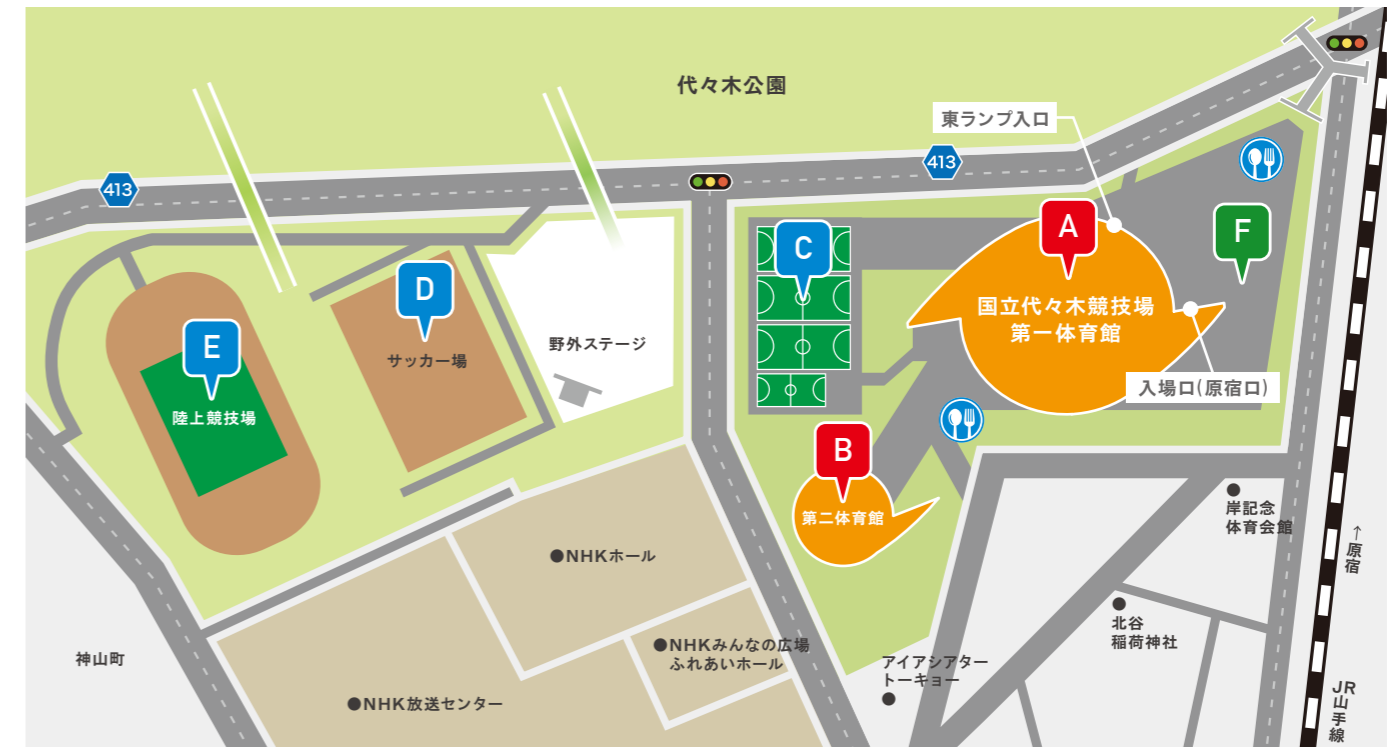 代々木公園
東ランプ入口
413
413
A
F
C
国立代々木競技場
第一体育館
D
サッカー場
野外ステージ
E
陸上競技場
入場口(原宿口)
B
第二体育館
岸記念
体育会館
↑原宿
●NHKホール
北谷
稲荷神社
●NHKみんなの広場
ふれあいホール
神山町
アイアシアター
トーキョー
●NHK放送センター
JR山手線